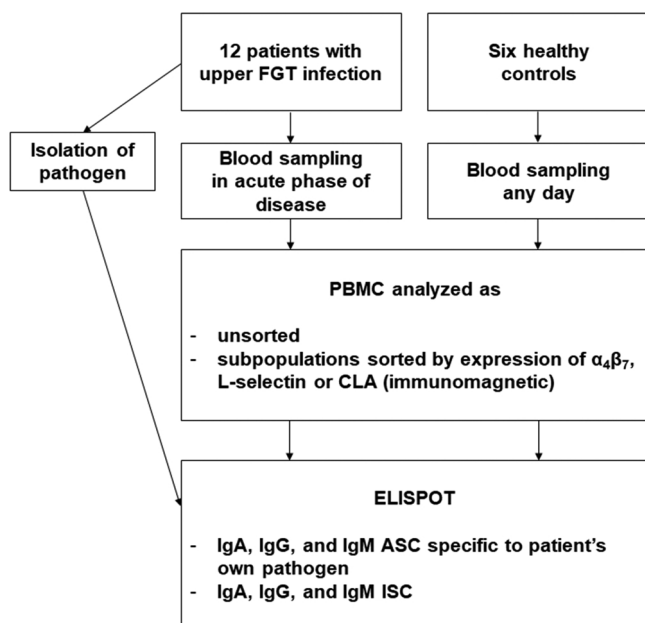 12 patients with
upper FGT infection
Six healthy
controls
Isolation of
pathogen
Blood sampling
in acute phase of
disease
Blood sampling
any day
PBMC analyzed as
- unsorted
- subpopulations sorted by expression of α₄β₇,
L-selectin or CLA (immunomagnetic)
ELISPOT
- IgA, IgG, and IgM ASC specific to patient’s
own pathogen
- IgA, IgG, and IgM ISC